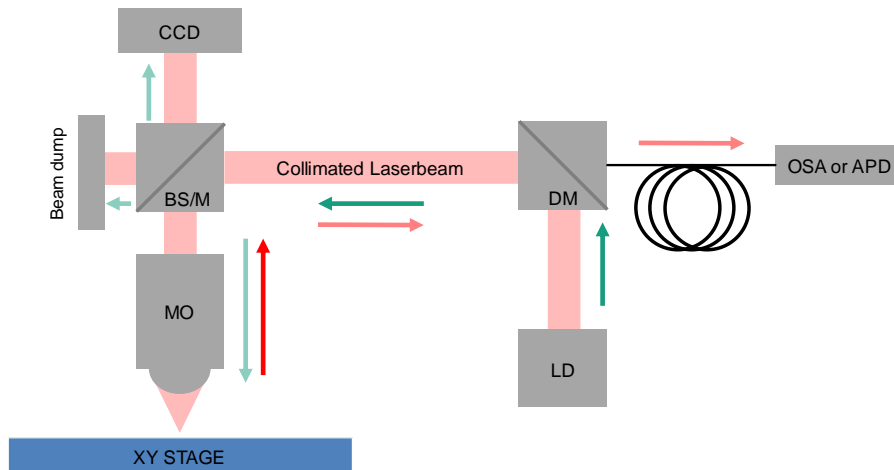 CCD
Beam dump
BS/M
Collimated Laserbeam
DM
OSA or APD
MO
LD
XY STAGE